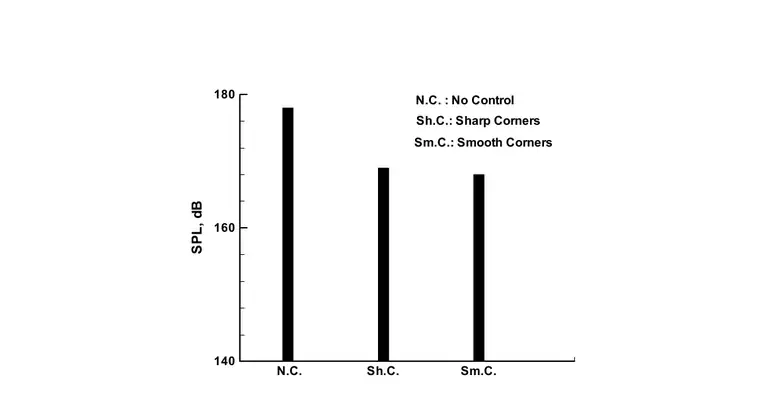 180
N.C. : No Control
Sh.C.: Sharp Corners
Sm.C.: Smooth Corners
SPL, dB
160
140
N.C. Sh.C. Sm.C.